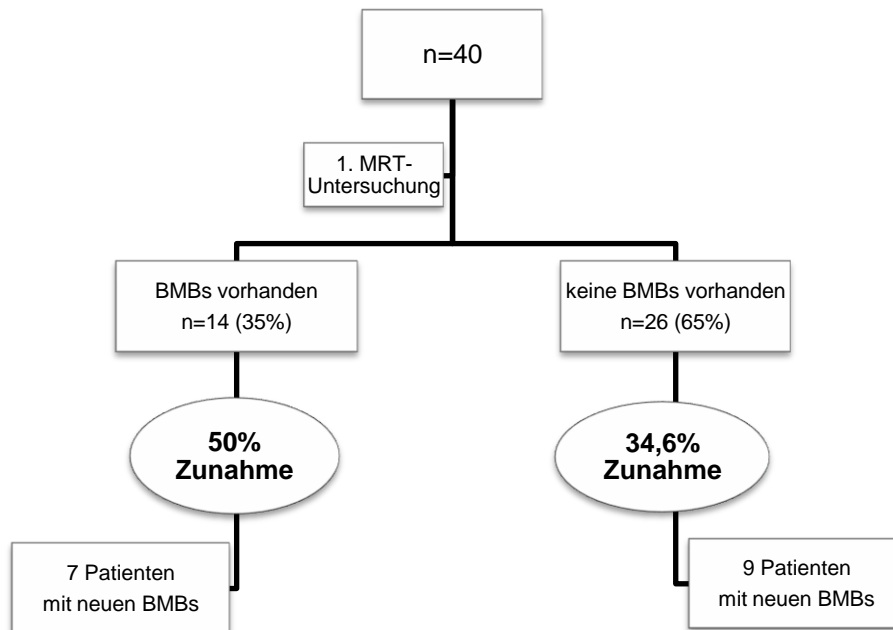 n=40
1. MRT-
Untersuchung
BMBs vorhanden
n=14 (35%)
keine BMBs vorhanden
n=26 (65%)
50%
Zunahme
34,6%
Zunahme
7 Patienten
mit neuen BMBs
9 Patienten
mit neuen BMBs